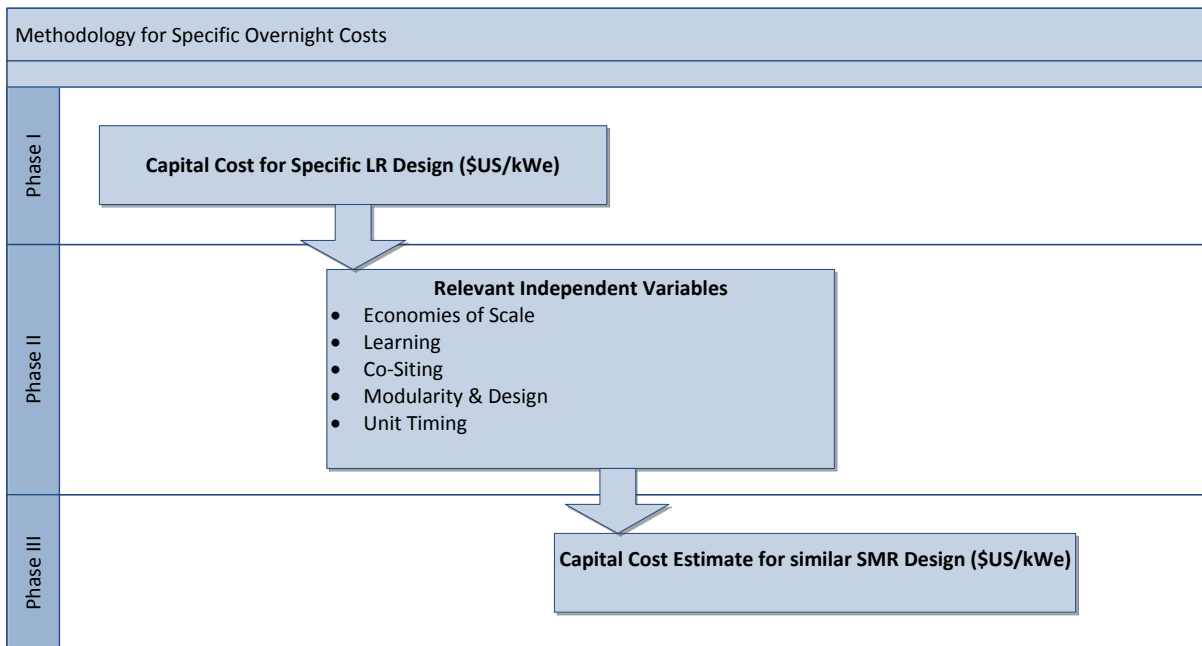 Methodology for Specific Overnight Costs
Phase I
Capital Cost for Specific LR Design ($US/kWe)
Phase II
Relevant Independent Variables
• Economies of Scale
• Learning
• Co-Siting
• Modularity & Design
• Unit Timing
Phase III
Capital Cost Estimate for similar SMR Design ($US/kWe)